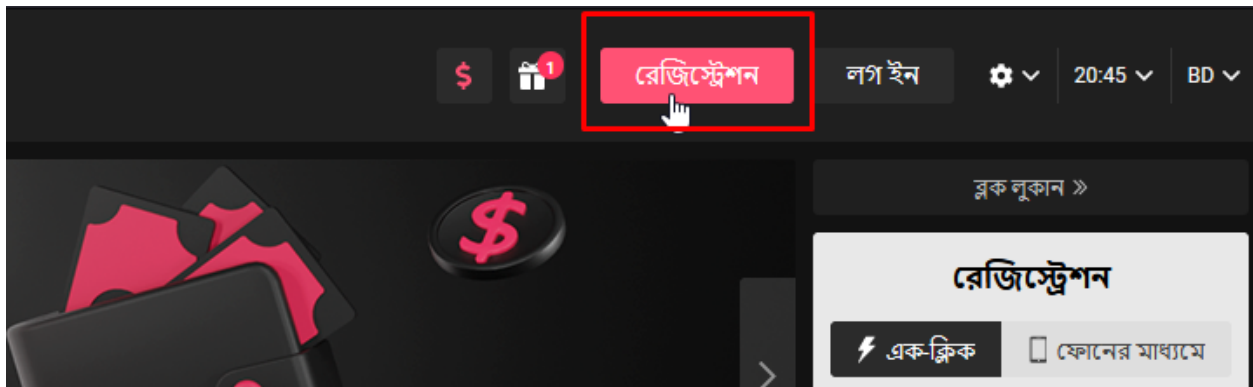 $ 1 রেজিস্ট্রেশন লগ ইন 20:45 BD
ব্লক লুকান »
$
রেজিস্ট্রেশন
এক-ক্লিক ফোনের মাধ্যমে